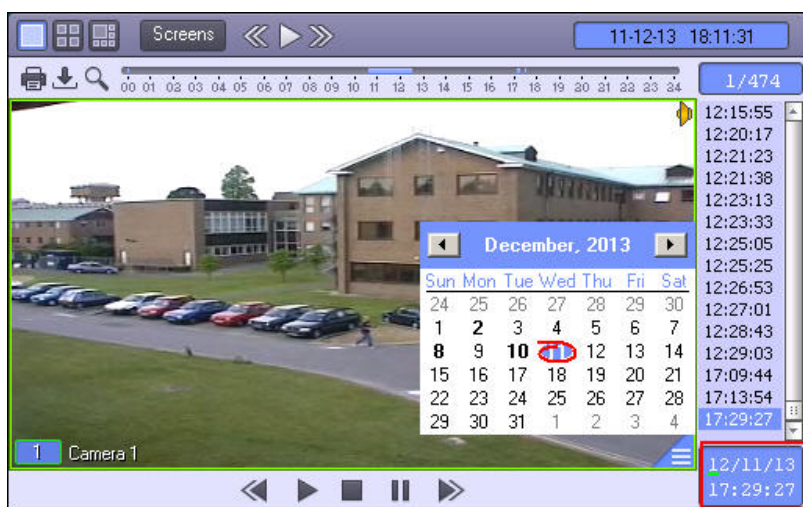 Screens
11-12-13 18:11:31
00 01 02 03 04 05 06 07 08 09 10 11 12 13 14 15 16 17 18 19 20 21 22 23 24
1/474
12:15:55
12:20:17
12:21:23
12:21:38
12:23:13
12:23:33
12:25:05
12:25:25
12:26:53
12:27:01
12:28:43
12:29:03
17:09:44
17:13:54
17:29:27
December, 2013
Sun Mon Tue Wed Thu Fri Sat
24 25 26 27 28 29 30
1 2 3 4 5 6 7
8 9 10 11 12 13 14
15 16 17 18 19 20 21
22 23 24 25 26 27 28
29 30 31 1 2 3 4
1 Camera 1
12/11/13
17:29:27